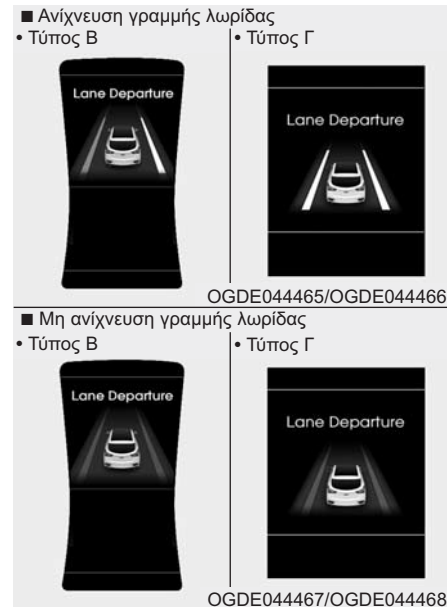 ■ Ανίχνευση γραμμής λωρίδας
• Τύπος B
• Τύπος Γ
Lane Departure
Lane Departure
OGDE044465/OGDE044466
■ Μη ανίχνευση γραμμής λωρίδας
• Τύπος B
• Τύπος Γ
Lane Departure
Lane Departure
OGDE044467/OGDE044468